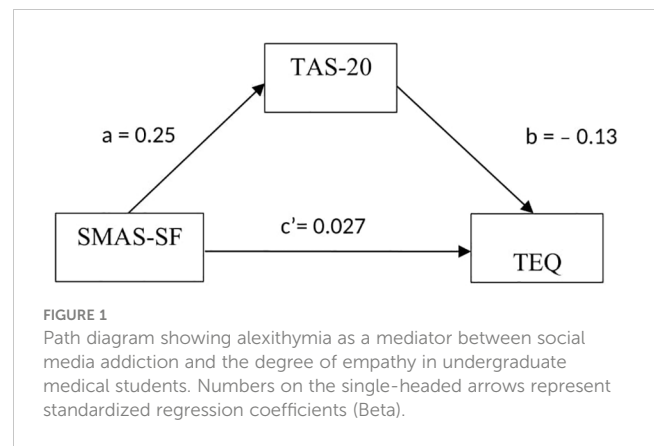 TAS-20
a = 0.25
b = – 0.13
SMAS-SF
c’= 0.027
TEQ
FIGURE 1
Path diagram showing alexithymia as a mediator between social
media addiction and the degree of empathy in undergraduate
medical students. Numbers on the single-headed arrows represent
standardized regression coefficients (Beta).